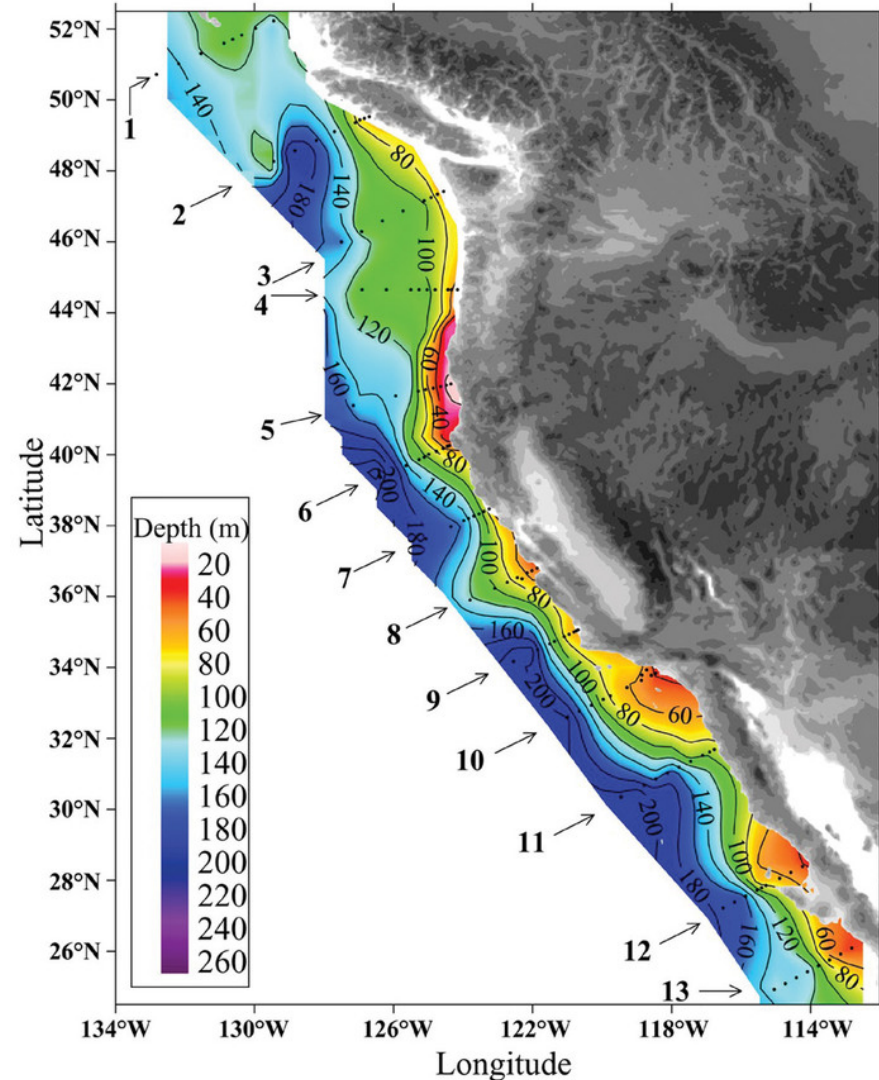 52°N
50°N
48°N
46°N
44°N
42°N
40°N
38°N
36°N
34°N
32°N
30°N
28°N
26°N
Latitude
134°W
130°W
126°W
122°W
118°W
114°W
Longitude
Depth (m)
20
40
60
80
100
120
140
160
180
200
220
240
260
1
2
3
4
5
6
7
8
9
10
11
12
13
140
80
180
140
100
120
60
160
40
80
200
140
180
100
80
160
200
100
80
60
140
200
100
180
160
120
60
80